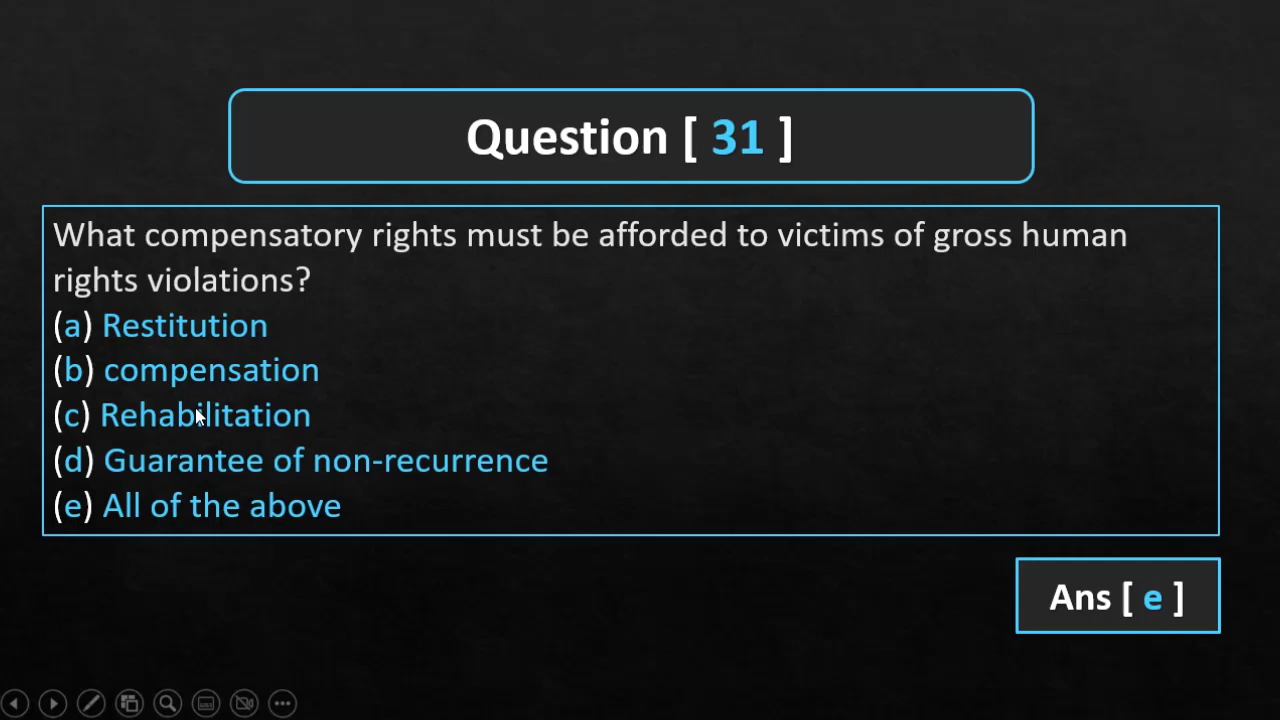 Question [ 31 ]
What compensatory rights must be afforded to victims of gross human
rights violations?
(a) Restitution
(b) compensation
(c) Rehabilitation
(d) Guarantee of non-recurrence
(e) All of the above
Ans [ e ]